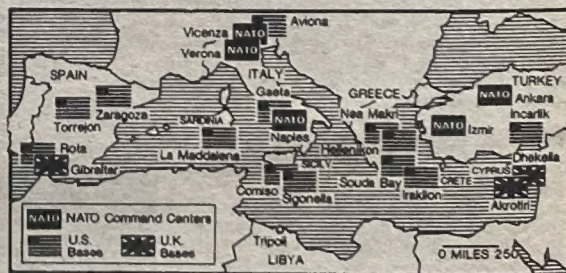 Vicenza NATO Aviona
Verona NATO
SPAIN ITALY TURKEY
Gaeta GREECE NATO Ankara
Zaragoza Nea Makri Incarlik
Torrejon SARDINIA NATO NATO Izmir
Naples
Rota La Maddalena Hellenikon Dhekelia
Gibraltar SICILY CYPRUS
Comiso Souda Bay CRETE
Sigonella Iraklion Akrotiri
NATO NATO Command Centers
U.S. Bases U.K. Bases
Tripoli
LIBYA
0 MILES 250